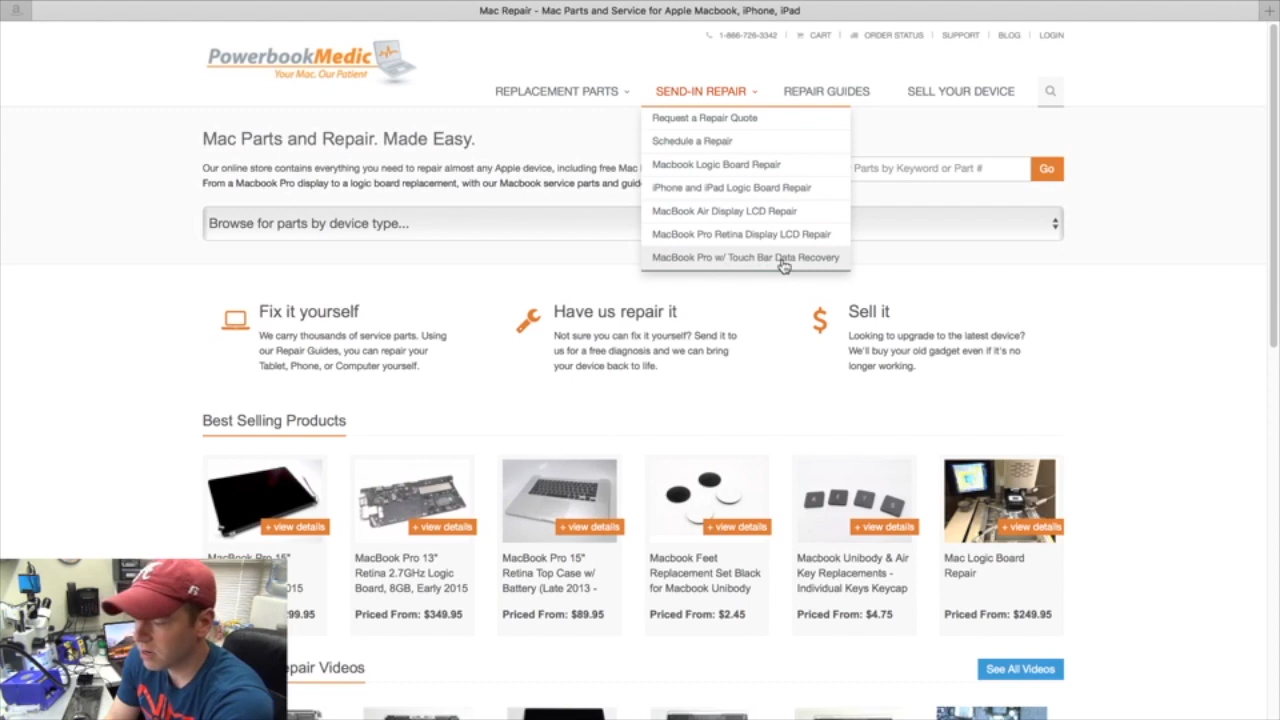 Mac Repair - Mac Parts and Service for Apple Macbook, iPhone, iPad
1-866-726-3342
CART
ORDER STATUS
SUPPORT
BLOG
LOGIN
PowerbookMedic
Your Mac. Our Patient
REPLACEMENT PARTS
SEND-IN REPAIR
REPAIR GUIDES
SELL YOUR DEVICE
Request a Repair Quote
Schedule a Repair
Macbook Logic Board Repair
iPhone and iPad Logic Board Repair
MacBook Air Display LCD Repair
MacBook Pro Retina Display LCD Repair
MacBook Pro w/ Touch Bar Data Recovery
Mac Parts and Repair. Made Easy.
Our online store contains everything you need to repair almost any Apple device, including free Mac
From a Macbook Pro display to a logic board replacement, with our Macbook service parts and
Parts by Keyword or Part #
Go
Browse for parts by device type...
Fix it yourself
We carry thousands of service parts. Using
our Repair Guides, you can repair your
Tablet, Phone, or Computer yourself.
Have us repair it
Not sure you can fix it yourself? Send it to
us for a free diagnosis and we can bring
your device back to life.
Sell it
Looking to upgrade to the latest device?
We'll buy your old gadget even if it's no
longer working.
Best Selling Products
+ view details
+ view details
+ view details
+ view details
+ view details
+ view details
MacBook Pro 15"
2015
99.95
MacBook Pro 13"
Retina 2.7GHz Logic
Board, 8GB, Early 2015
Priced From: $349.95
MacBook Pro 15"
Retina Top Case w/
Battery (Late 2013 -
Priced From: $89.95
Macbook Feet
Replacement Set Black
for Macbook Unibody
Priced From: $2.45
Macbook Unibody & Air
Key Replacements -
Individual Keys Keycap
Priced From: $4.75
Mac Logic Board
Repair
Priced From: $249.95
Videos
See All Videos